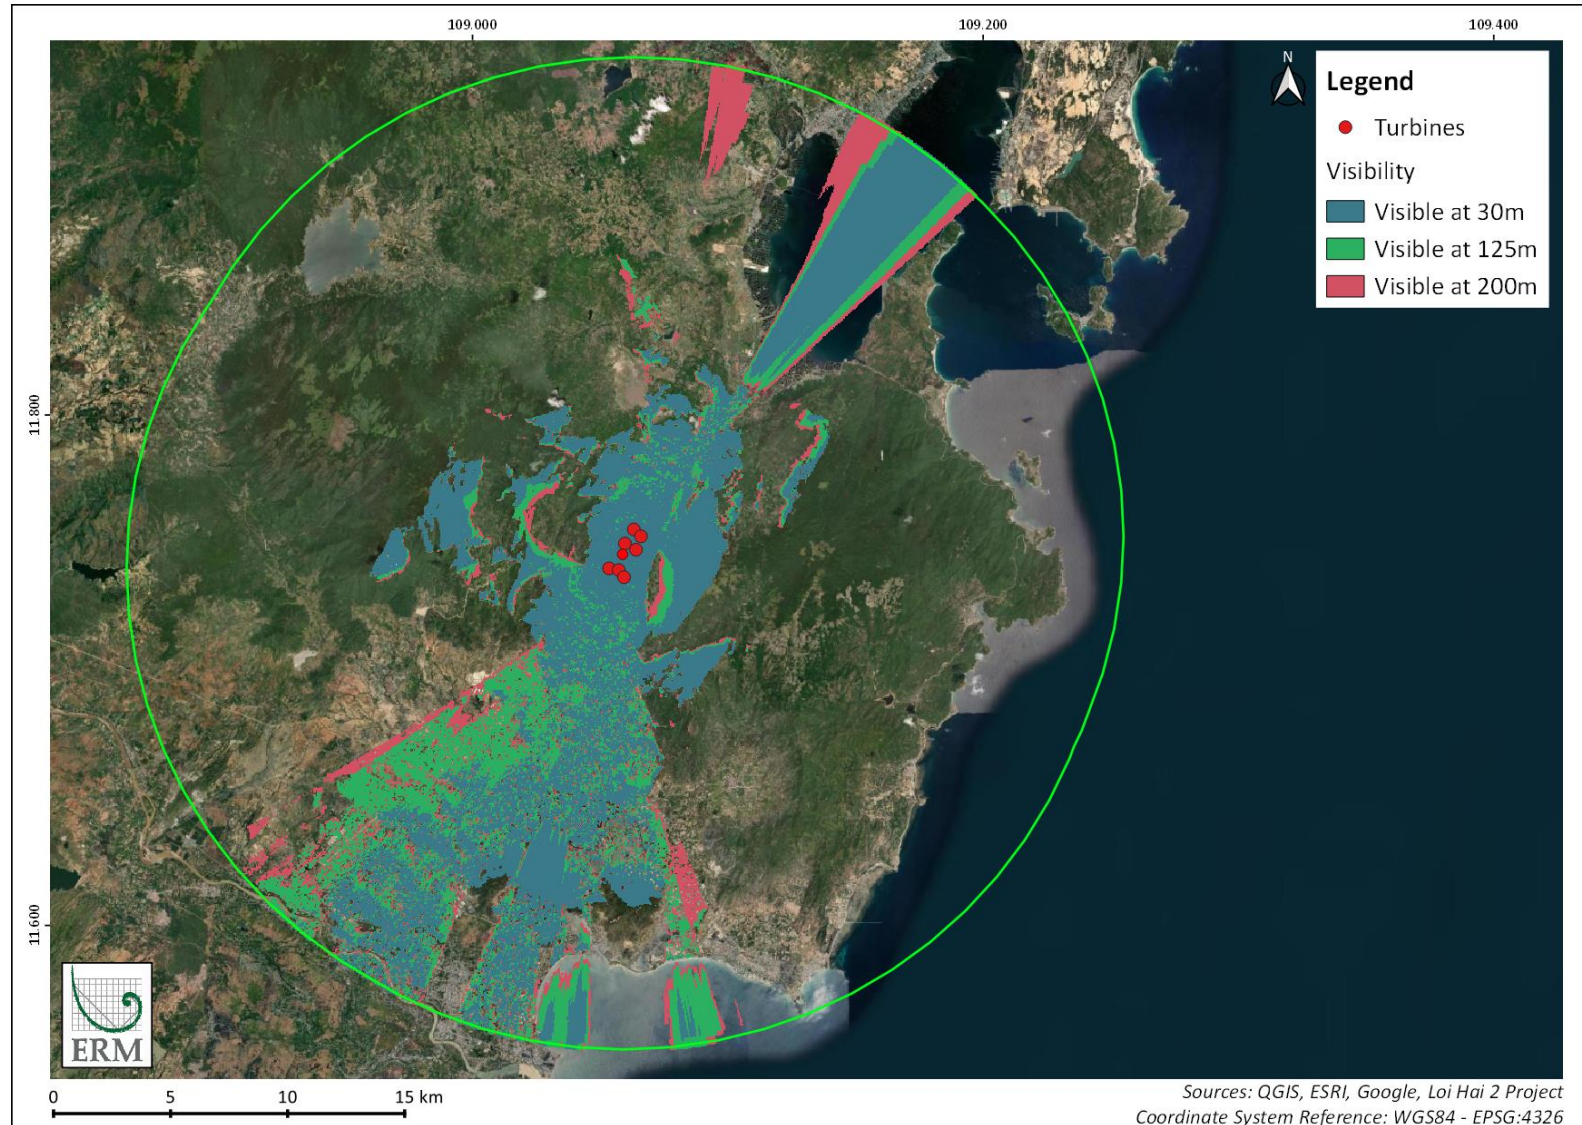 109.000 109.200 109.400
N
Legend
Turbines
Visibility
Visible at 30m
Visible at 125m
Visible at 200m
11.800
11.600
ERM
0 5 10 15 km
Sources: QGIS, ESRI, Google, Loi Hai 2 Project
Coordinate System Reference: WGS84 - EPSG:4326